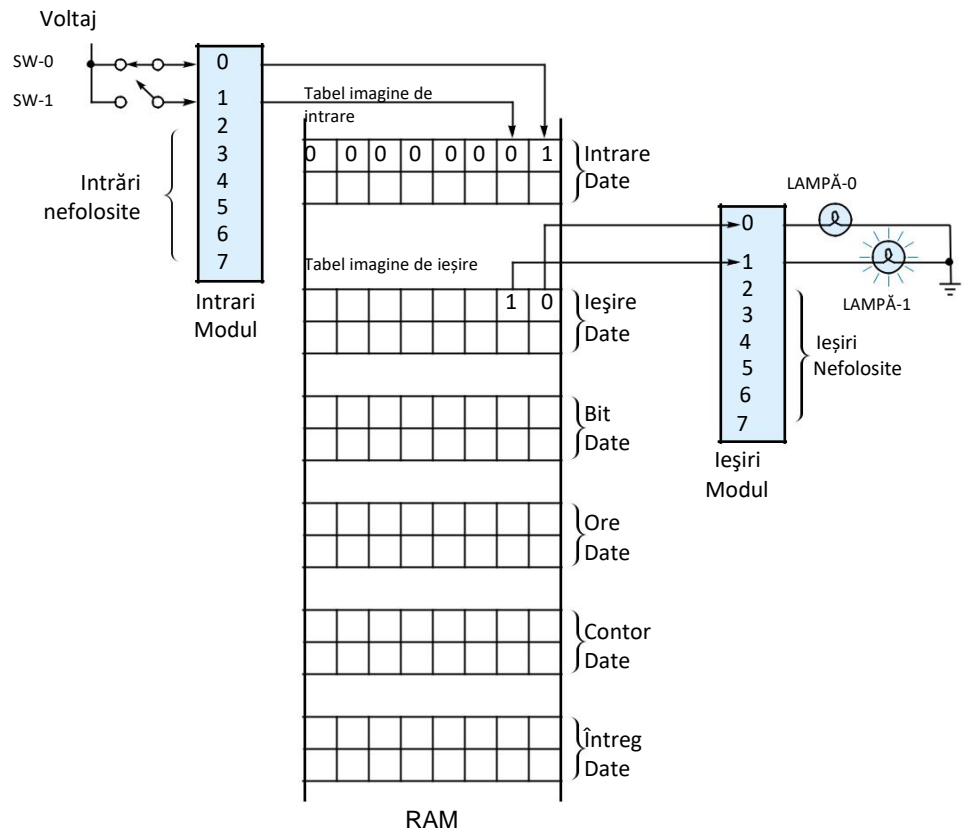 Voltaj
SW-0
SW-1
0
1
2
3
4
5
6
7
Intrări
nefolosite
Intrari
Modul
Tabel imagine de
intrare
0 0 0 0 0 0 0 1
Intrare
Date
Tabel imagine de ieșire
1 0
Ieşire
Date
LAMPĂ-0
LAMPĂ-1
0
1
2
3
4
5
6
7
Ieșiri
Nefolosite
Ieşiri
Modul
Bit
Date
Ore
Date
Contor
Date
Întreg
Date
RAM